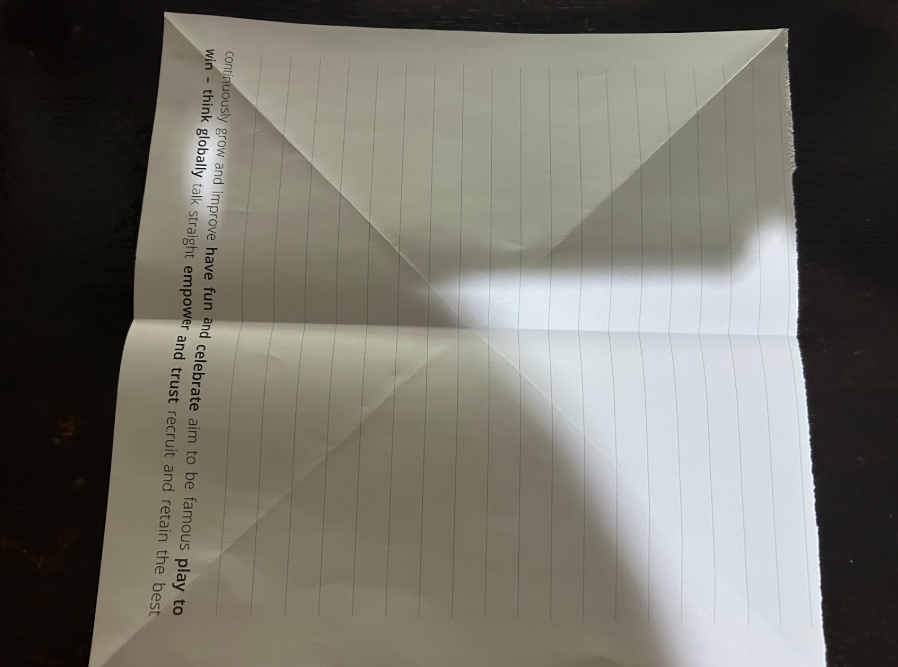 continuously grow and improve have fun and celebrate aim to be famous play to
win – think globally talk straight empower and trust recruit and retain the best